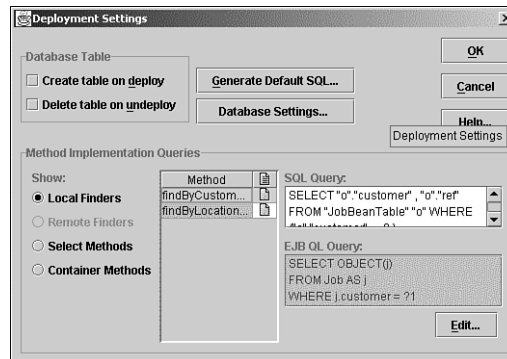 Deployment Settings
Database Table
Create table on deploy
Delete table on undeploy
Generate Default SQL...
Database Settings...
OK
Cancel
Help...
Deployment Settings
Method Implementation Queries
Show:
Local Finders
Remote Finders
Select Methods
Container Methods
Method
findByCustom...
findByLocation...
SQL Query:
SELECT "o"."customer" , "o"."ref"
FROM "JobBeanTable" "o" WHERE
EJB QL Query:
SELECT OBJECT(j)
FROM Job AS j
WHERE j.customer = ?1
Edit...